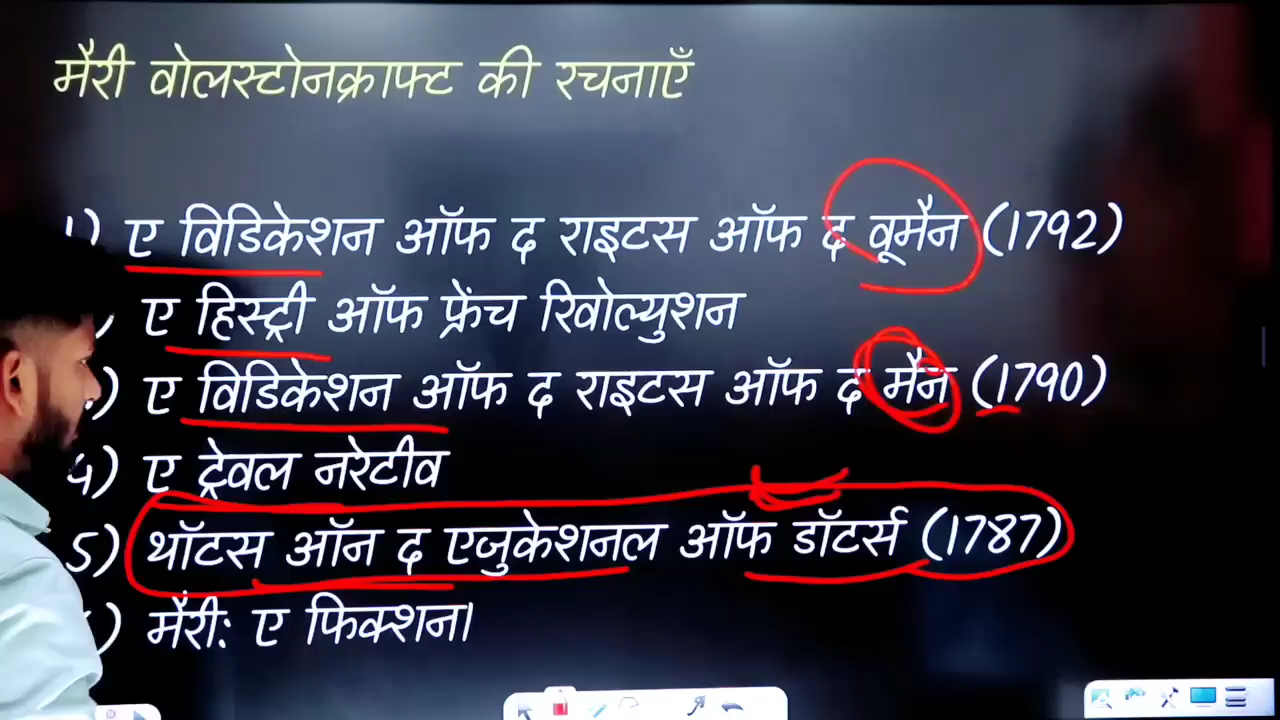 मैरी वोलस्टोनक्राफ्ट की रचनाएँ
1) ए विडिकेशन ऑफ द राइटस ऑफ द वूमैन (1792)
) ए हिस्ट्री ऑफ फ्रेंच रिवोल्युशन
) ए विडिकेशन ऑफ द राइटस ऑफ द मैन (1790)
4) ए ट्रेवल नरेटीव
5) थॉटस ऑन द एजुकेशनल ऑफ डॉटर्स (1787)
) मैरी: ए फिक्शन।